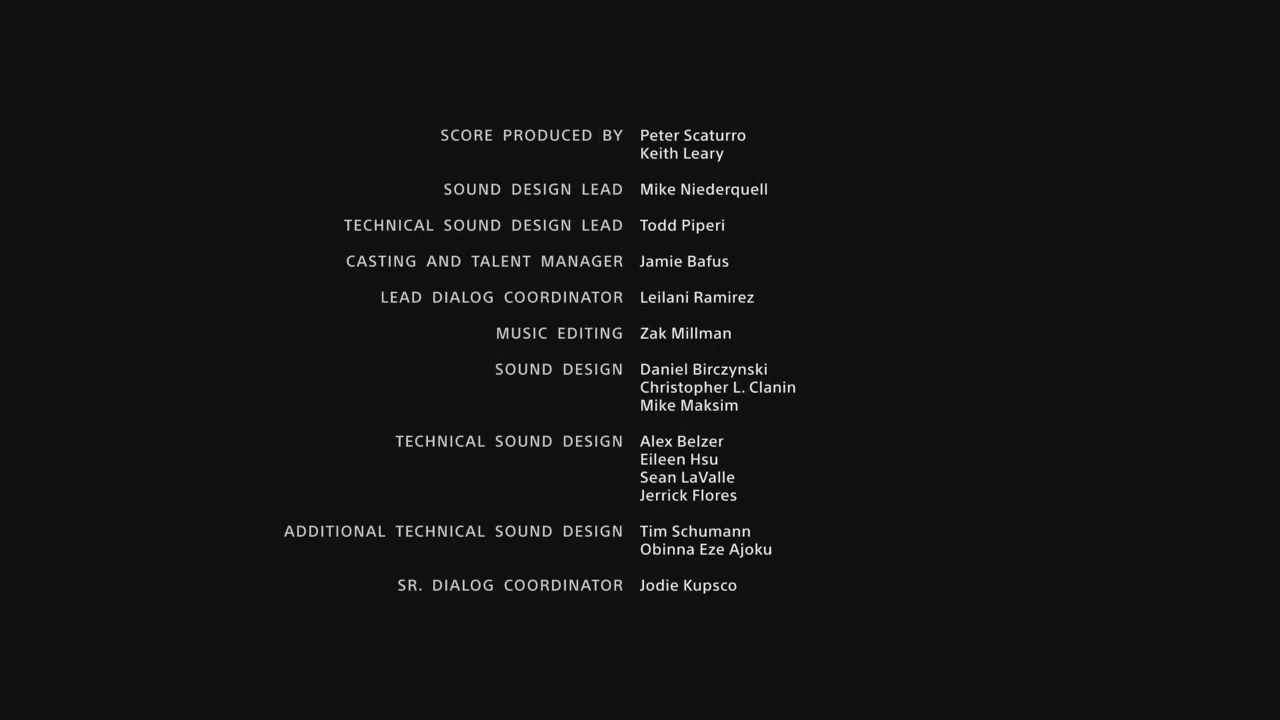 SCORE PRODUCED BY Peter Scaturro
Keith Leary
SOUND DESIGN LEAD Mike Niederquell
TECHNICAL SOUND DESIGN LEAD Todd Piperi
CASTING AND TALENT MANAGER Jamie Bafus
LEAD DIALOG COORDINATOR Leilani Ramirez
MUSIC EDITING Zak Millman
SOUND DESIGN Daniel Birczynski
Christopher L. Clanin
Mike Maksim
TECHNICAL SOUND DESIGN Alex Belzer
Eileen Hsu
Sean LaValle
Jerrick Flores
ADDITIONAL TECHNICAL SOUND DESIGN Tim Schumann
Obinna Eze Ajoku
SR. DIALOG COORDINATOR Jodie Kupsco